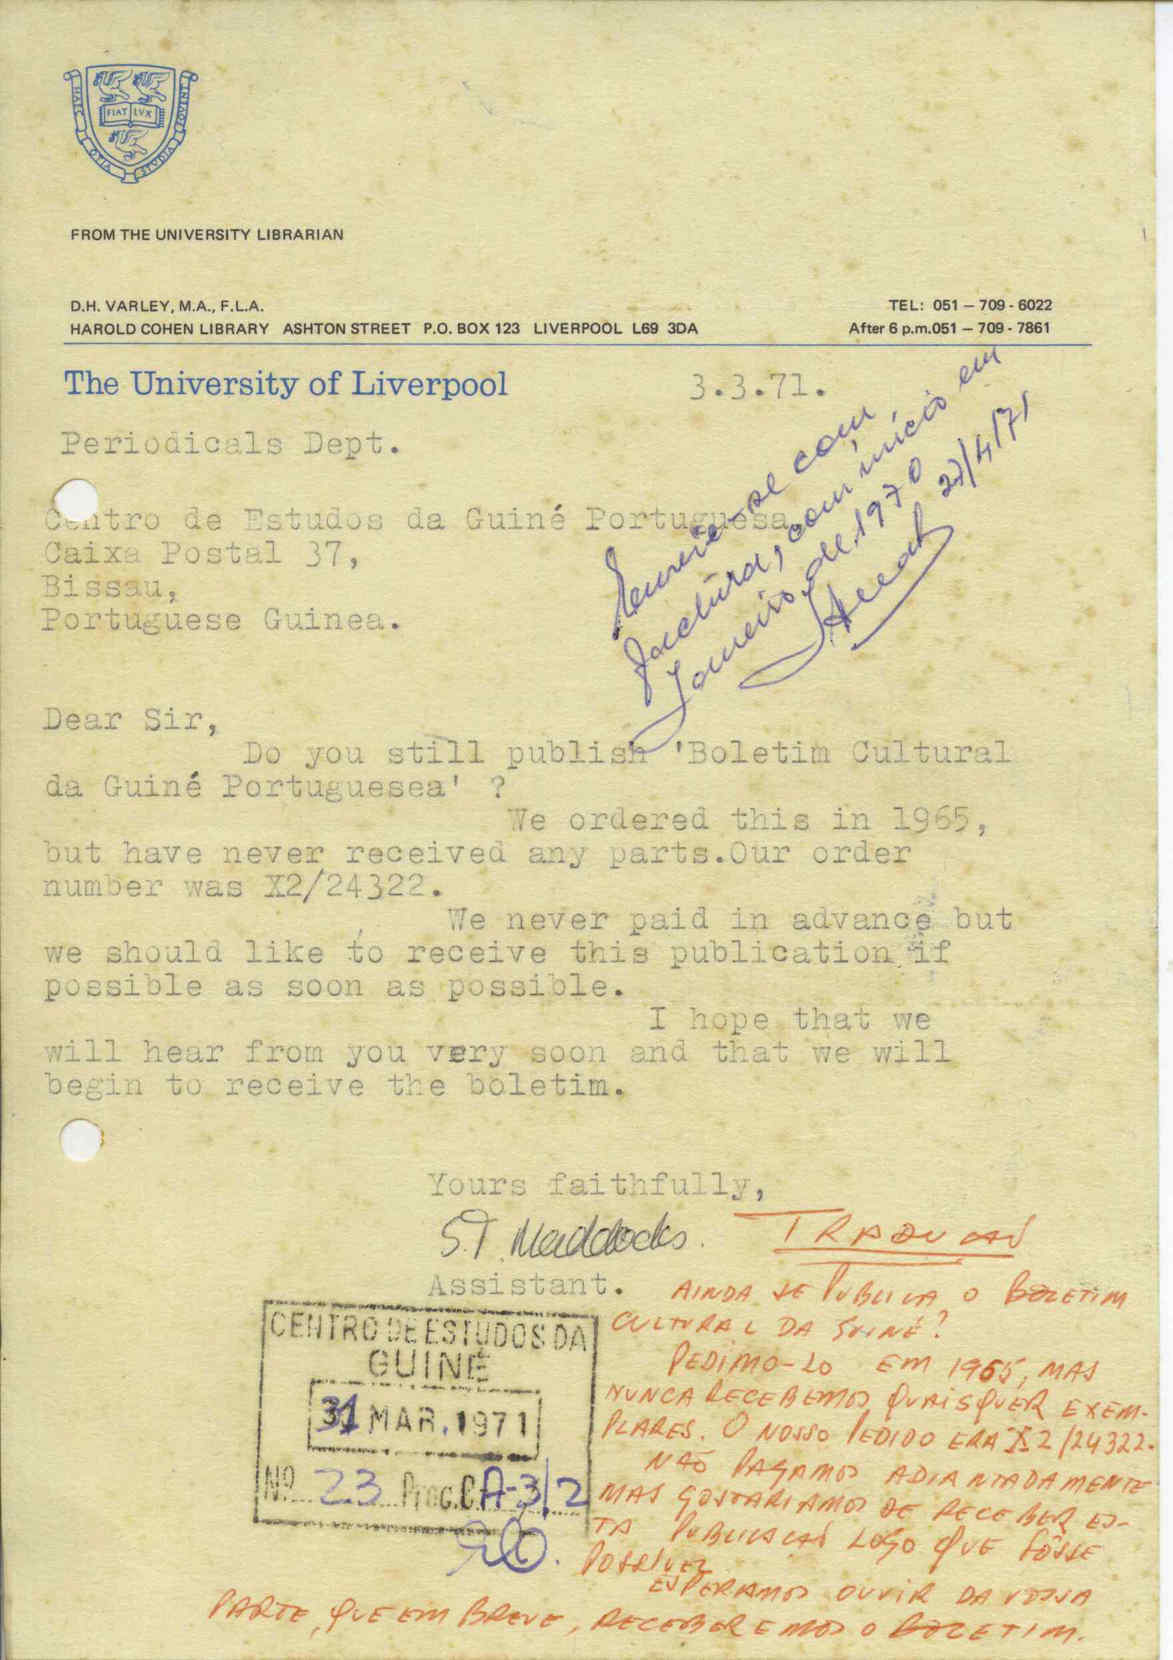 HAEC OTIA STUDIA FOVENT
FIAT LVX
FROM THE UNIVERSITY LIBRARIAN
D.H. VARLEY, M.A., F.L.A.
HAROLD COHEN LIBRARY ASHTON STREET P.O. BOX 123 LIVERPOOL L69 3DA
TEL: 051 – 709 - 6022
After 6 p.m.051 – 709 - 7861
The University of Liverpool
3.3.71.
Periodicals Dept.
Centro de Estudos da Guiné Portuguesa
Caixa Postal 37,
Bissau,
Portuguese Guinea.
com
factura, com início em
Janeiro de 1970
27/4/71
Dear Sir,
Do you still publish 'Boletim Cultural
da Guiné Portuguesea' ?
We ordered this in 1965,
but have never received any parts.Our order
number was X2/24322.
We never paid in advance but
we should like to receive this publication if
possible as soon as possible.
I hope that we
will hear from you very soon and that we will
begin to receive the boletim.
Yours faithfully,
S.T. Maddocks.
Assistant.
CENTRO DE ESTUDOS DA
GUINÉ
31 MAR. 1971
Nº 23 Proc.C A-3/2
TRADUÇÃO
AINDA SE PUBLICA O BOLETIM
CULTURAL DA GUINÉ?
PEDIMO-LO EM 1965, MAS
NUNCA RECEBEMOS QUAISQUER EXEM-
PLARES. O NOSSO PEDIDO ERA X2/24322.
NÃO PAGAMOS ADIANTADAMENTE
MAS GOSTARIAMOS DE RECEBER ES-
TA PUBLICAÇÃO LOGO QUE FÔSSE
POSSÍVEL
ESPERAMOS OUVIR DA VOSSA
PARTE, QUE EM BREVE, RECEBEREMOS O BOLETIM.